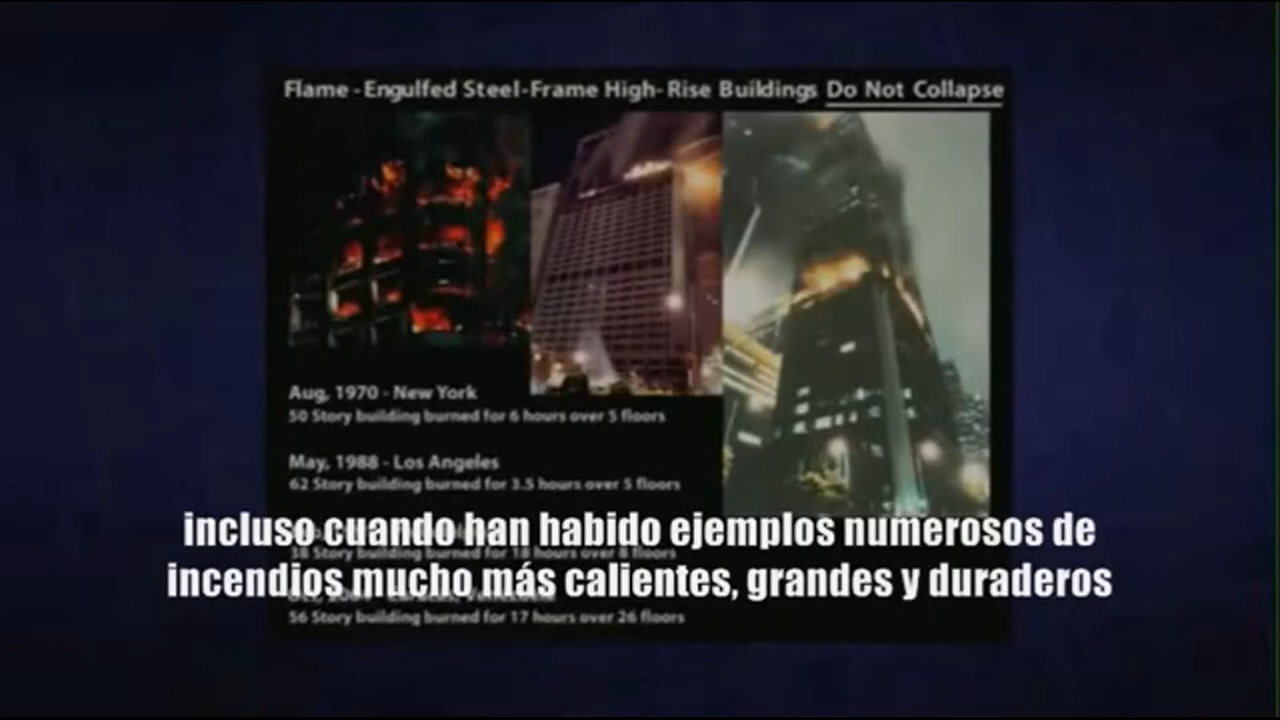 Flame - Engulfed Steel-Frame High- Rise Buildings Do Not Collapse
Aug, 1970 - New York
50 Story building burned for 6 hours over 5 floors
May, 1988 - Los Angeles
62 Story building burned for 3.5 hours over 5 floors
incluso cuando han habido ejemplos numerosos de
38 Story building burned for 18 hours over 8 floors
incendios mucho más calientes, grandes y duraderos
56 Story building burned for 17 hours over 26 floors